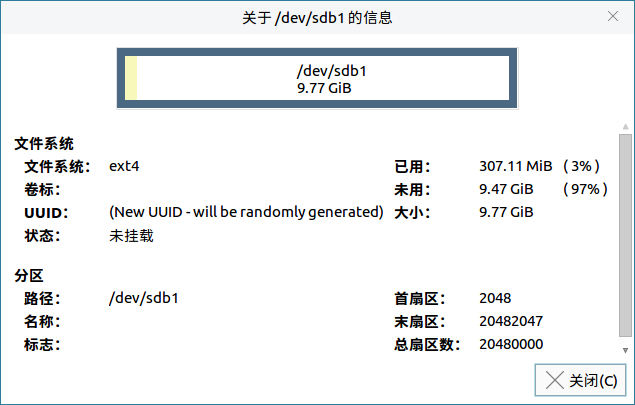 关于 /dev/sdb1 的信息
/dev/sdb1
9.77 GiB
文件系统
文件系统： ext4 已用： 307.11 MiB ( 3% )
卷标： 未用： 9.47 GiB ( 97% )
UUID： (New UUID - will be randomly generated) 大小： 9.77 GiB
状态： 未挂载
分区
路径： /dev/sdb1 首扇区： 2048
名称： 末扇区： 20482047
标志： 总扇区数： 20480000
关闭(C)